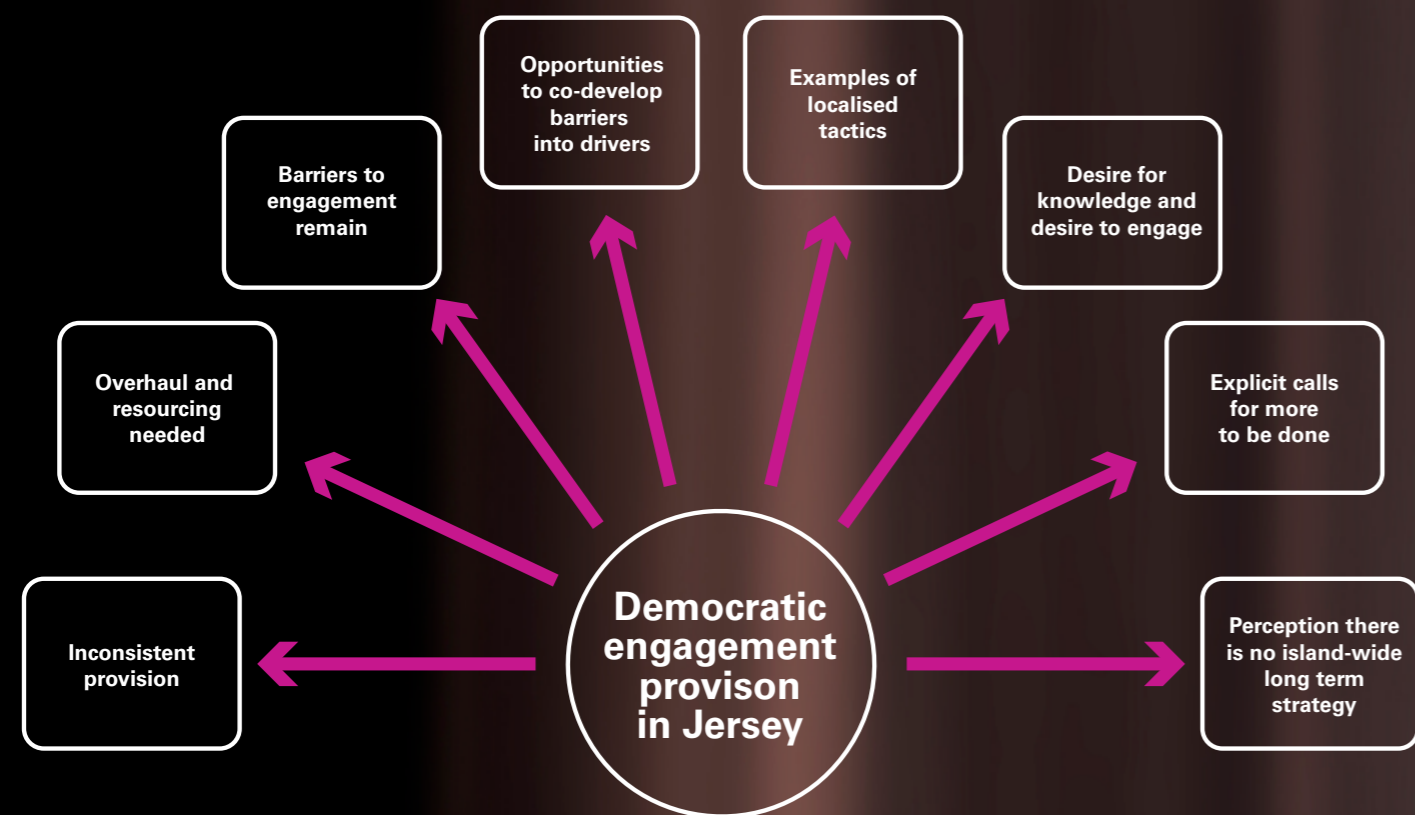 Opportunities
to co-develop
barriers
into drivers
Examples of
localised
tactics
Barriers to
engagement
remain
Desire for
knowledge and
desire to engage
Overhaul and
resourcing
needed
Explicit calls
for more
to be done
Inconsistent
provision
Democratic
engagement
provison
in Jersey
Perception there
is no island-wide
long term
strategy